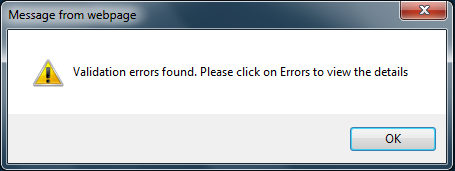 Message from webpage
Validation errors found. Please click on Errors to view the details
OK